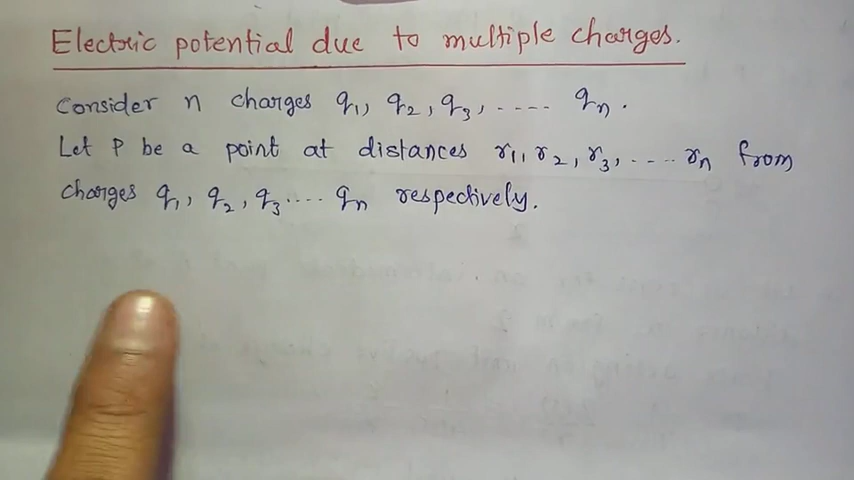 Electric potential due to multiple charges.
Consider n charges q₁, q₂, q₃, ..... qₙ.
Let P be a point at distances r₁, r₂, r₃, ..... rₙ from
charges q₁, q₂, q₃..... qₙ respectively.